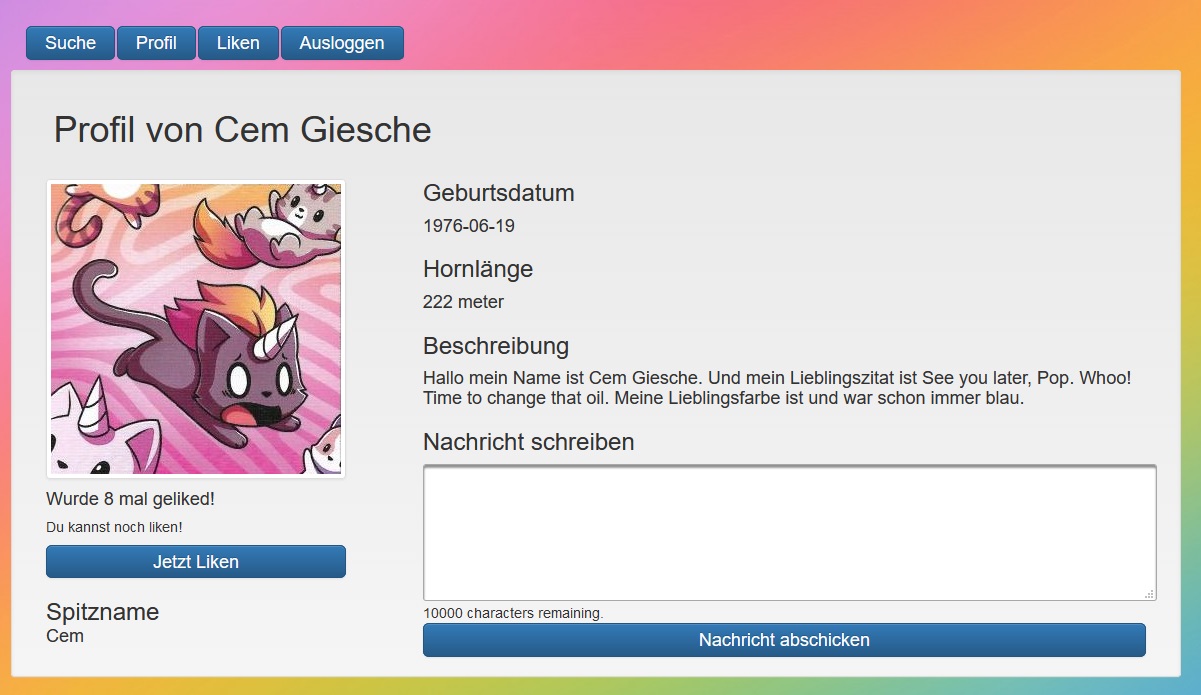 Suche Profil Liken Ausloggen
Profil von Cem Giesche
Wurde 8 mal geliked!
Du kannst noch liken!
Jetzt Liken
Spitzname
Cem
Geburtsdatum
1976-06-19
Hornlänge
222 meter
Beschreibung
Hallo mein Name ist Cem Giesche. Und mein Lieblingszitat ist See you later, Pop. Whoo!
Time to change that oil. Meine Lieblingsfarbe ist und war schon immer blau.
Nachricht schreiben
10000 characters remaining.
Nachricht abschicken